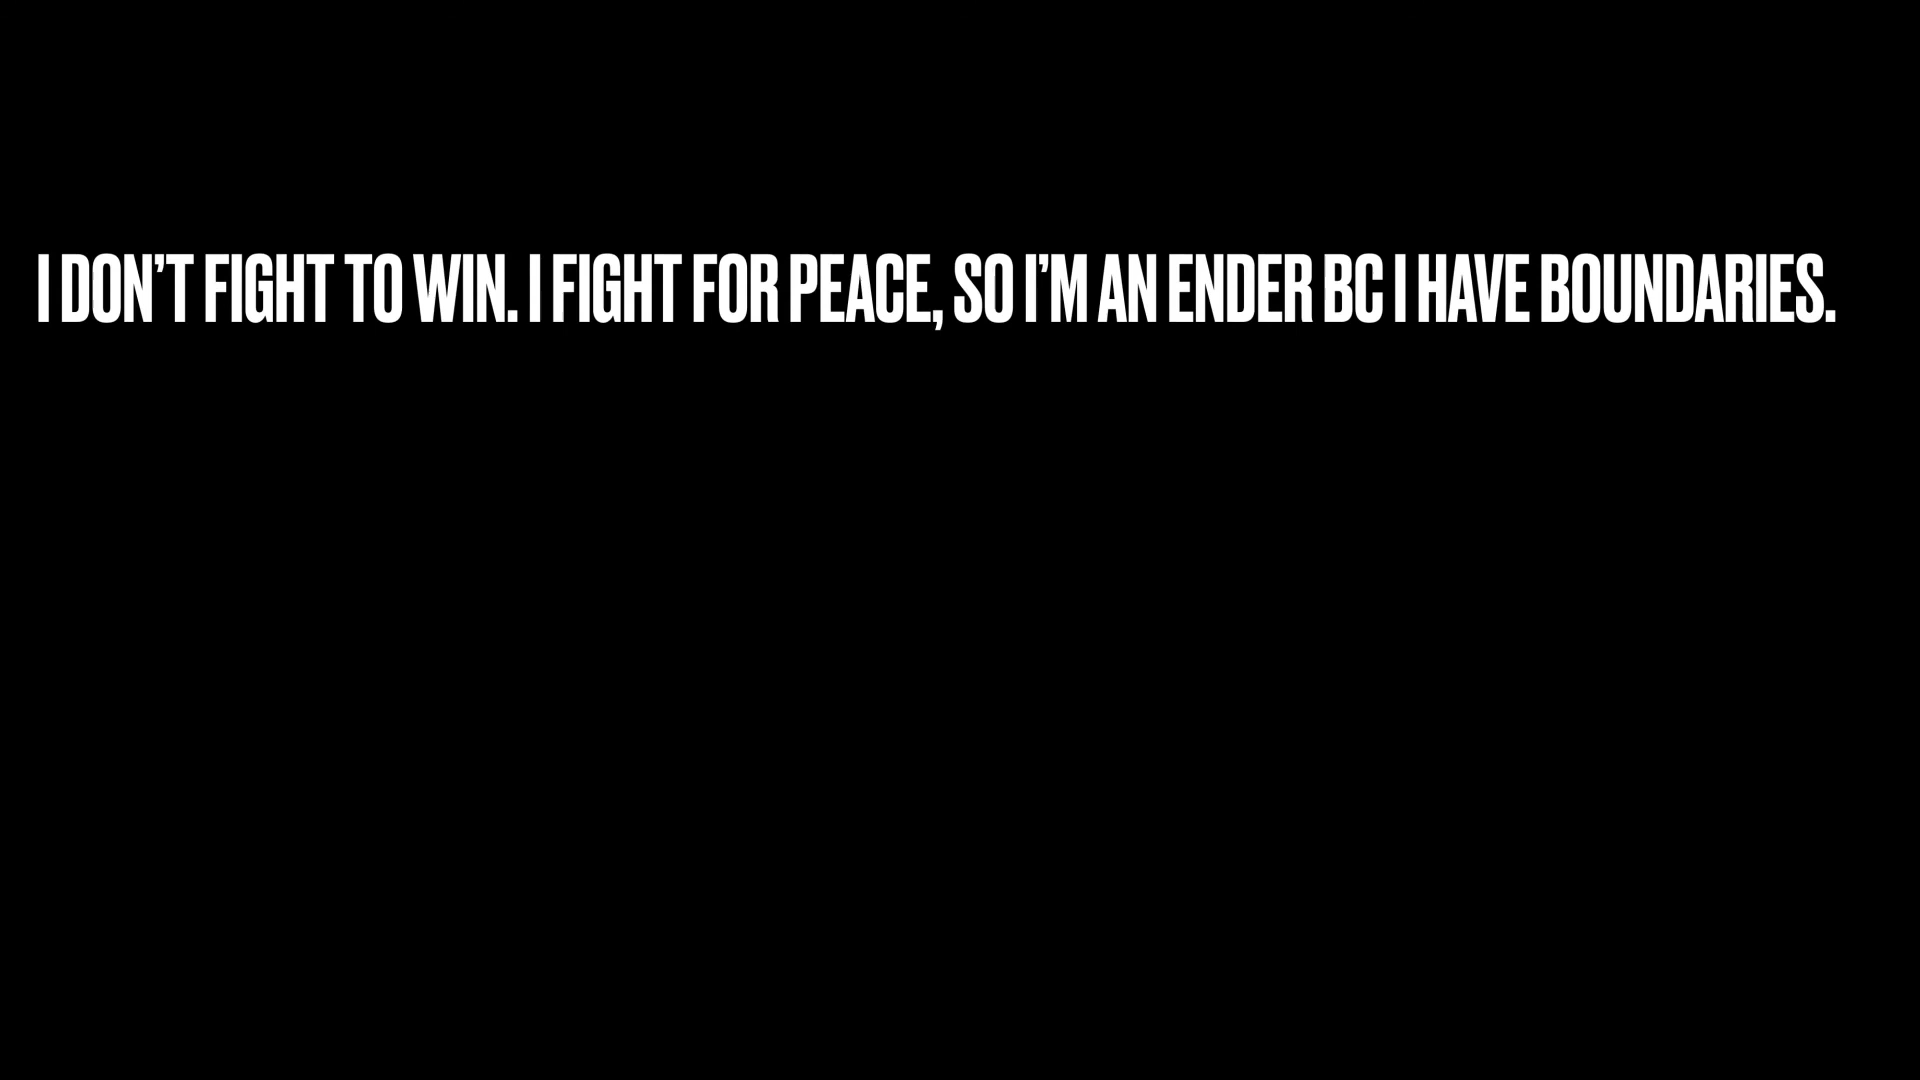 I DON’T FIGHT TO WIN. I FIGHT FOR PEACE, SO I’M AN ENDER BC I HAVE BOUNDARIES.